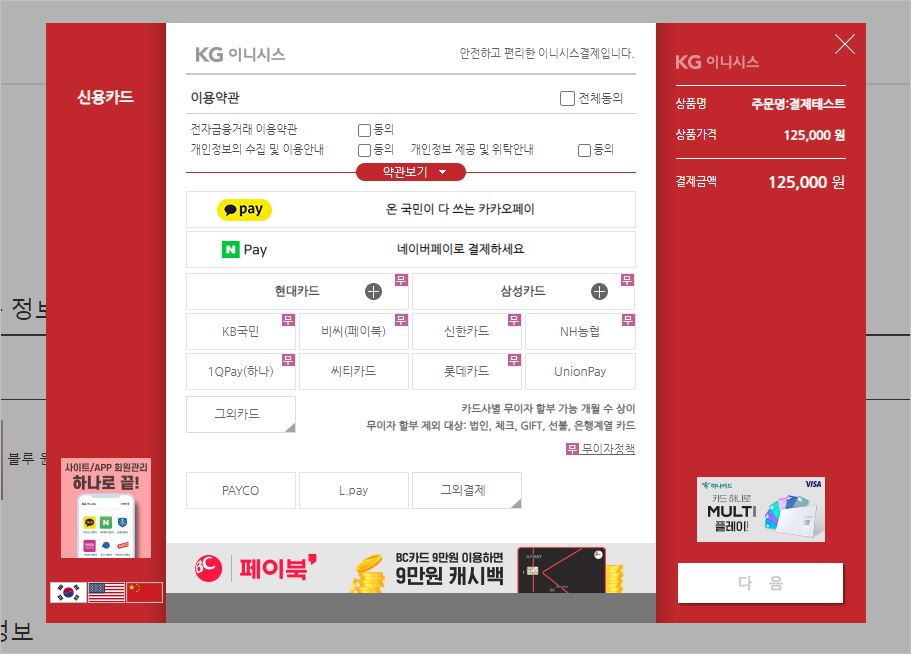 KG 이니시스
안전하고 편리한 이니시스결제입니다.
신용카드
이용약관
전체동의
전자금융거래 이용약관
동의
개인정보의 수집 및 이용안내
동의
개인정보 제공 및 위탁안내
동의
약관보기
pay
온 국민이 다 쓰는 카카오페이
N Pay
네이버페이로 결제하세요
현대카드
무
삼성카드
무
KB국민
무
비씨(페이북)
무
신한카드
무
NH농협
무
1QPay(하나)
무
씨티카드
롯데카드
무
UnionPay
그외카드
카드사별 무이자 할부 가능 개월 수 상이
무이자 할부 제외 대상: 법인, 체크, GIFT, 선불, 은행계열 카드
무 무이자정책
PAYCO
L.pay
그외결제
BC 페이북
BC카드 9만원 이용하면
9만원 캐시백
KG 이니시스
상품명
주문명:결제테스트
상품가격
125,000 원
결제금액
125,000 원
하나카드
VISA
카드 하나로
MULTI
플레이!
다 음
사이트/APP 회원관리
하나로 끝!
정보
블루
정보